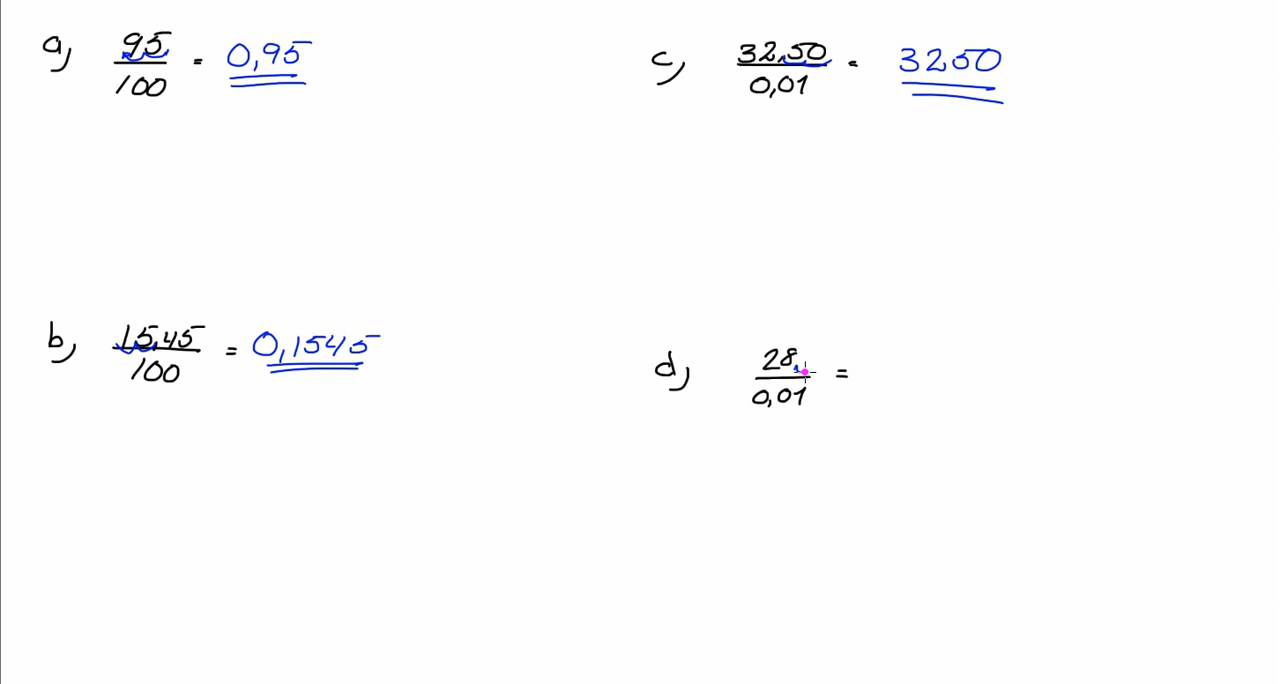 a) 95/100 = 0,95
b) 15,45/100 = 0,1545
c) 32,50/0,01 = 3250
d) 28,/0,01 =